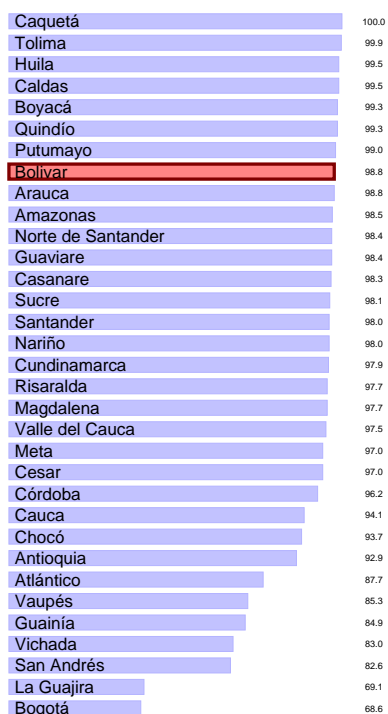 Caquetá 100.0
Tolima 99.9
Huila 99.5
Caldas 99.5
Boyacá 99.3
Quindío 99.3
Putumayo 99.0
Bolivar 98.8
Arauca 98.8
Amazonas 98.5
Norte de Santander 98.4
Guaviare 98.4
Casanare 98.3
Sucre 98.1
Santander 98.0
Nariño 98.0
Cundinamarca 97.9
Risaralda 97.7
Magdalena 97.7
Valle del Cauca 97.5
Meta 97.0
Cesar 97.0
Córdoba 96.2
Cauca 94.1
Chocó 93.7
Antioquia 92.9
Atlántico 87.7
Vaupés 85.3
Guainía 84.9
Vichada 83.0
San Andrés 82.6
La Guajira 69.1
Bogotá 68.6